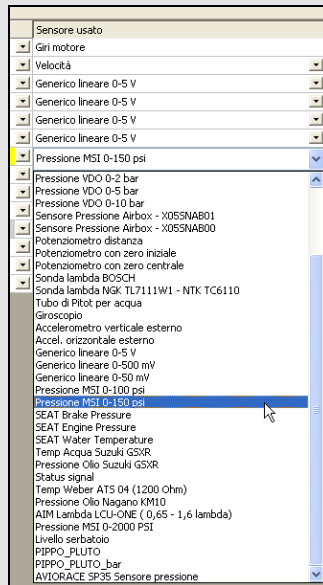 Sensore usato
Giri motore
Velocità
Generico lineare 0-5 V
Generico lineare 0-5 V
Generico lineare 0-5 V
Generico lineare 0-5 V
Pressione MSI 0-150 psi
Pressione VDO 0-2 bar
Pressione VDO 0-5 bar
Pressione VDO 0-10 bar
Sensore Pressione Airbox - X05SNAB01
Sensore Pressione Airbox - X05SNAB00
Potenziometro distanza
Potenziometro con zero iniziale
Potenziometro con zero centrale
Sonda lambda BOSCH
Sonda lambda NGK TL7111W1 - NTK TC6110
Tubo di Pitot per acqua
Giroscopio
Accelerometro verticale esterno
Accel. orizzontale esterno
Generico lineare 0-5 V
Generico lineare 0-500 mV
Generico lineare 0-50 mV
Pressione MSI 0-100 psi
Pressione MSI 0-150 psi
SEAT Brake Pressure
SEAT Engine Pressure
SEAT Water Temperature
Temp Acqua Suzuki GSXR
Pressione Olio Suzuki GSXR
Status signal
Temp Weber ATS 04 (1200 Ohm)
Pressione Olio Nagano KM10
AIM Lambda LCU-ONE ( 0,65 - 1,6 lambda)
Pressione MSI 0-2000 PSI
Livello serbatoio
PIPPO_PLUTO
PIPPO_PLUTO_bar
AVIORACE SP35 Sensore pressione